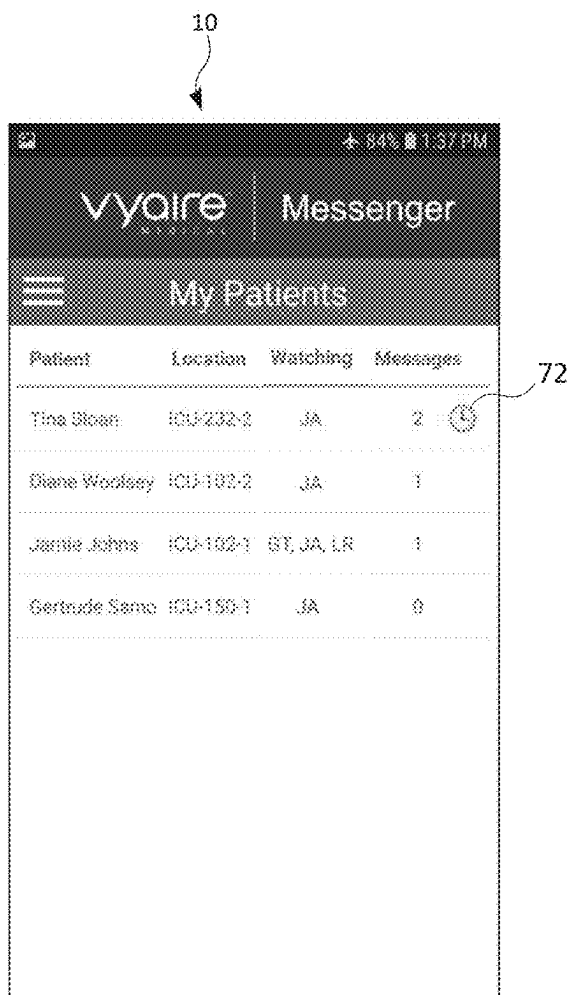 10
84% 1:37 PM
vyaire Messenger
MEDICAL
My Patients
Patient Location Watching Messages
72
Tina Sloan ICU-232-2 JA 2
Diane Woolsey ICU-102-2 JA 1
Jamie Johns ICU-102-1 GT, JA, LR 1
Gertrude Samo ICU-150-1 JA 0